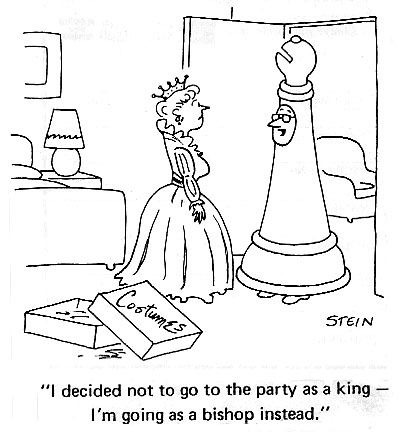 Costumes
STEIN
"I decided not to go to the party as a king —
I'm going as a bishop instead."